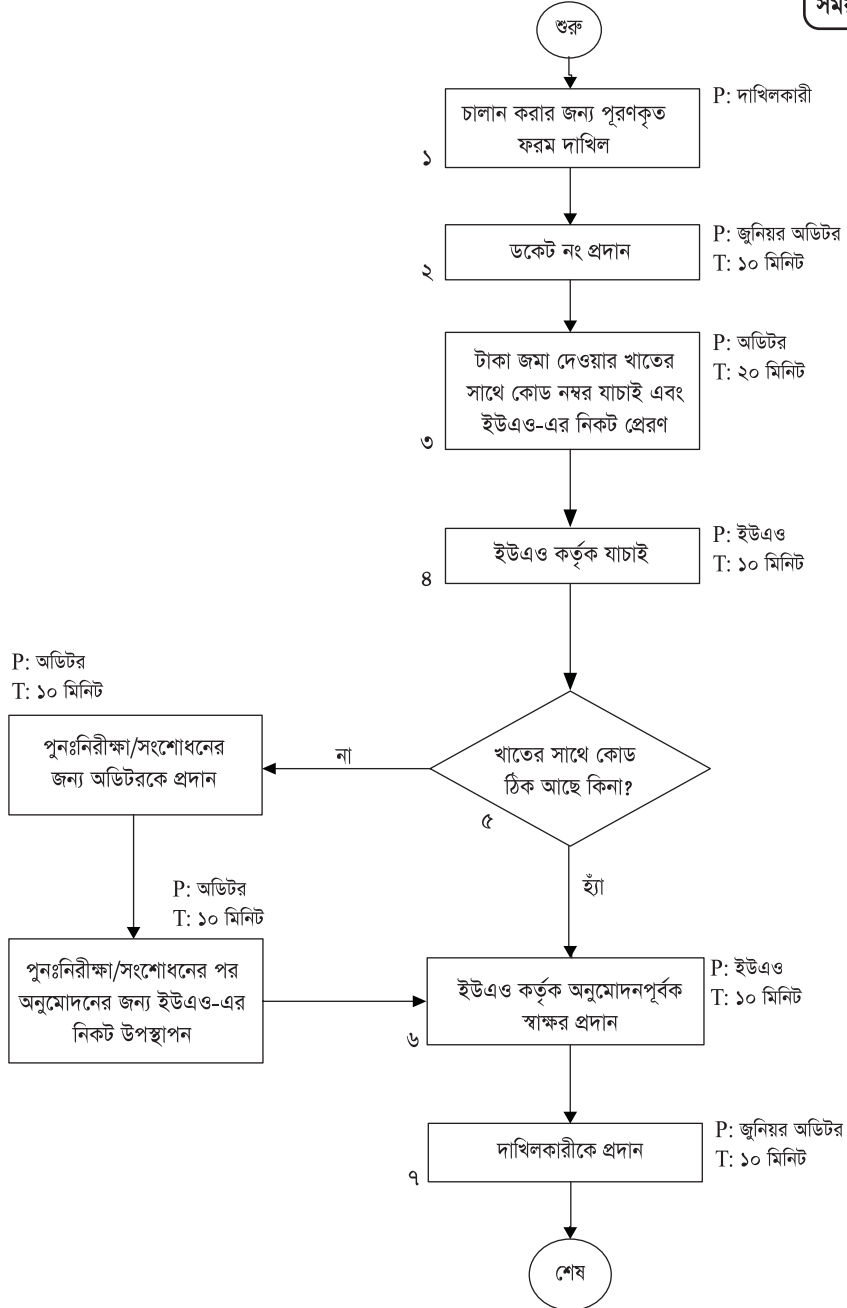 শুরু
চালান করার জন্য পূরণকৃত
ফরম দাখিল
১
P: দাখিলকারী
ডকেট নং প্রদান
২
P: জুনিয়র অডিটর
T: ১০ মিনিট
টাকা জমা দেওয়ার খাতের
সাথে কোড নম্বর যাচাই এবং
ইউএও-এর নিকট প্রেরণ
৩
P: অডিটর
T: ২০ মিনিট
ইউএও কর্তৃক যাচাই
৪
P: ইউএও
T: ১০ মিনিট
খাতের সাথে কোড
ঠিক আছে কিনা?
৫
না
P: অডিটর
T: ১০ মিনিট
পুনঃনিরীক্ষা/সংশোধনের
জন্য অডিটরকে প্রদান
হ্যাঁ
P: অডিটর
T: ১০ মিনিট
পুনঃনিরীক্ষা/সংশোধনের পর
অনুমোদনের জন্য ইউএও-এর
নিকট উপস্থাপন
ইউএও কর্তৃক অনুমোদনপূর্বক
স্বাক্ষর প্রদান
৬
P: ইউএও
T: ১০ মিনিট
দাখিলকারীকে প্রদান
৭
P: জুনিয়র অডিটর
T: ১০ মিনিট
শেষ